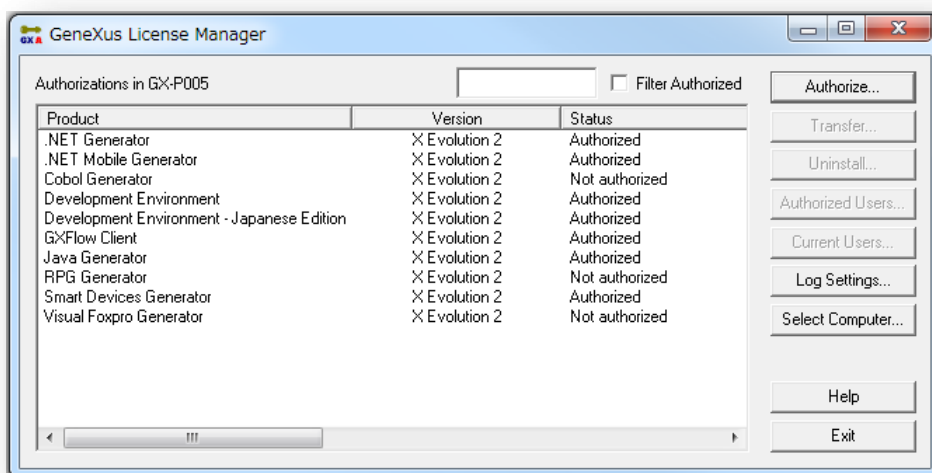 GX A GeneXus License Manager
Authorizations in GX-P005 Filter Authorized
Product Version Status
.NET Generator X Evolution 2 Authorized
.NET Mobile Generator X Evolution 2 Authorized
Cobol Generator X Evolution 2 Not authorized
Development Environment X Evolution 2 Authorized
Development Environment - Japanese Edition X Evolution 2 Authorized
GXFlow Client X Evolution 2 Authorized
Java Generator X Evolution 2 Authorized
RPG Generator X Evolution 2 Not authorized
Smart Devices Generator X Evolution 2 Authorized
Visual Foxpro Generator X Evolution 2 Not authorized
Authorize...
Transfer...
Uninstall...
Authorized Users...
Current Users...
Log Settings...
Select Computer...
Help
Exit